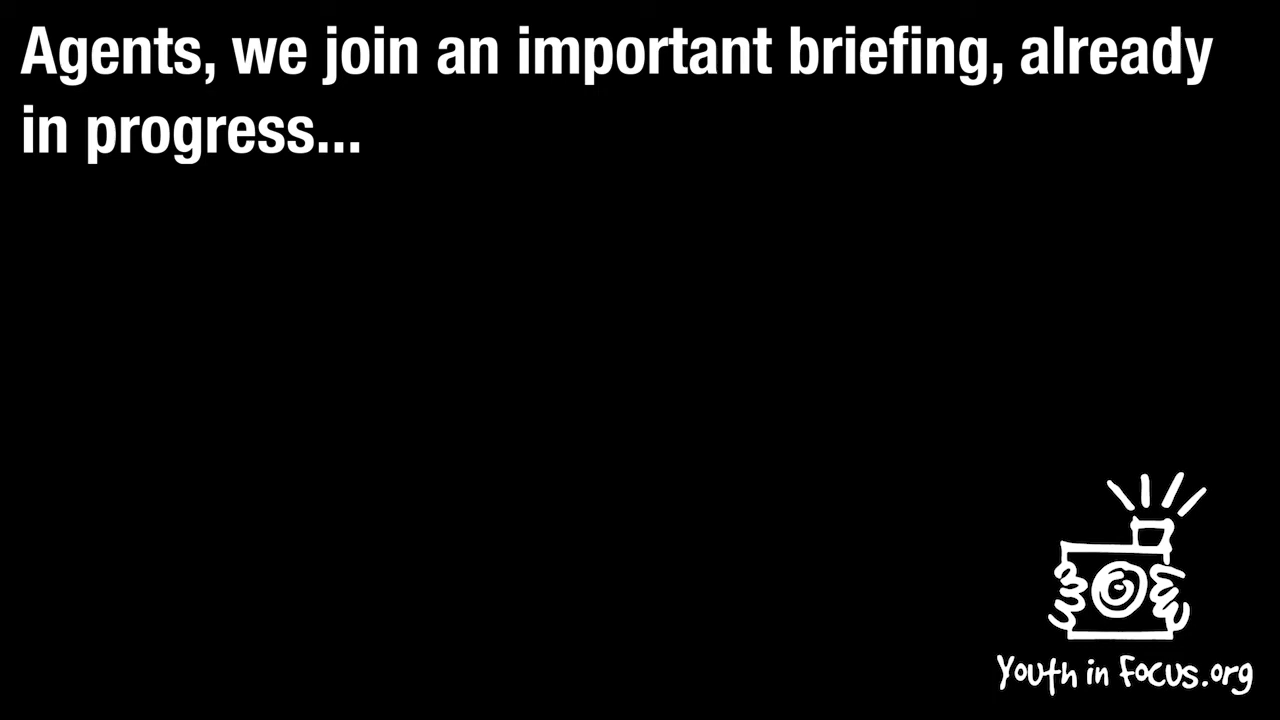 Agents, we join an important briefing, already
in progress...
Youth in Focus.org